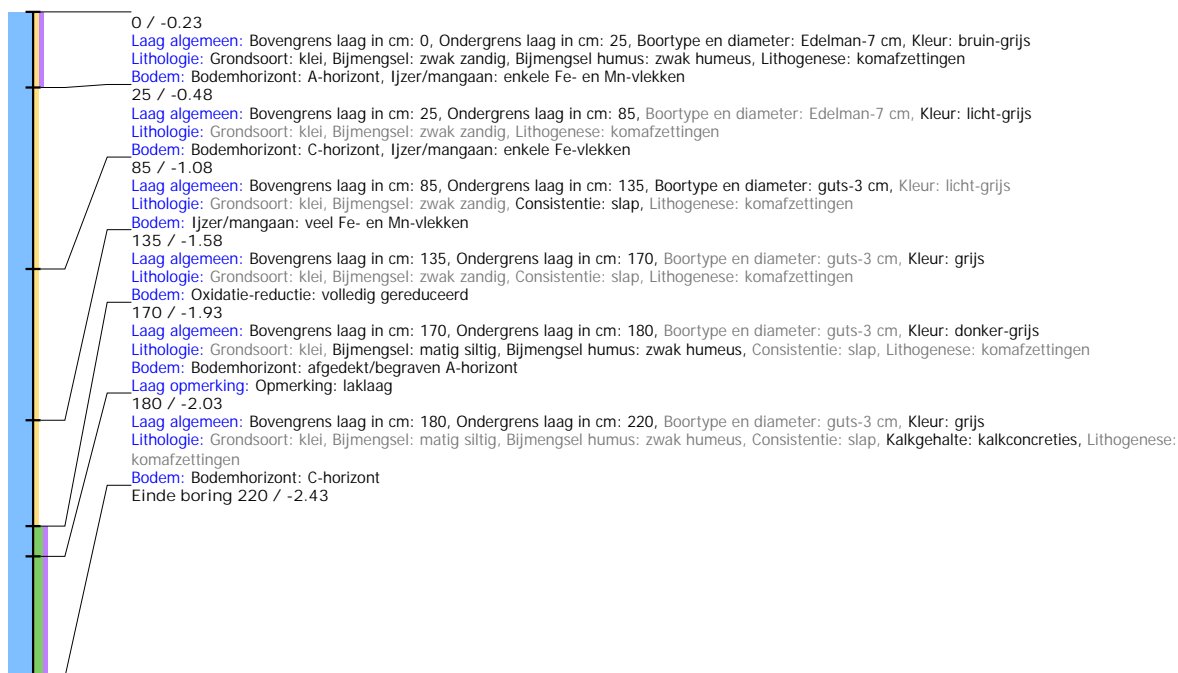 0 / -0.23
Laag algemeen: Bovengrens laag in cm: 0, Ondergrens laag in cm: 25, Boortype en diameter: Edelman-7 cm, Kleur: bruin-grijs
Lithologie: Grondsoort: klei, Bijmengsel: zwak zandig, Bijmengsel humus: zwak humeus, Lithogenese: komafzettingen
Bodem: Bodemhorizont: A-horizont, Ijzer/mangaan: enkele Fe- en Mn-vlekken
25 / -0.48
Laag algemeen: Bovengrens laag in cm: 25, Ondergrens laag in cm: 85, Boortype en diameter: Edelman-7 cm, Kleur: licht-grijs
Lithologie: Grondsoort: klei, Bijmengsel: zwak zandig, Lithogenese: komafzettingen
Bodem: Bodemhorizont: C-horizont, Ijzer/mangaan: enkele Fe-vlekken
85 / -1.08
Laag algemeen: Bovengrens laag in cm: 85, Ondergrens laag in cm: 135, Boortype en diameter: guts-3 cm, Kleur: licht-grijs
Lithologie: Grondsoort: klei, Bijmengsel: zwak zandig, Consistentie: slap, Lithogenese: komafzettingen
Bodem: Ijzer/mangaan: veel Fe- en Mn-vlekken
135 / -1.58
Laag algemeen: Bovengrens laag in cm: 135, Ondergrens laag in cm: 170, Boortype en diameter: guts-3 cm, Kleur: grijs
Lithologie: Grondsoort: klei, Bijmengsel: zwak zandig, Consistentie: slap, Lithogenese: komafzettingen
Bodem: Oxidatie-reductie: volledig gereduceerd
170 / -1.93
Laag algemeen: Bovengrens laag in cm: 170, Ondergrens laag in cm: 180, Boortype en diameter: guts-3 cm, Kleur: donker-grijs
Lithologie: Grondsoort: klei, Bijmengsel: matig siltig, Bijmengsel humus: zwak humeus, Consistentie: slap, Lithogenese: komafzettingen
Bodem: Bodemhorizont: afgedekt/begraven A-horizont
Laag opmerking: Opmerking: laklaag
180 / -2.03
Laag algemeen: Bovengrens laag in cm: 180, Ondergrens laag in cm: 220, Boortype en diameter: guts-3 cm, Kleur: grijs
Lithologie: Grondsoort: klei, Bijmengsel: matig siltig, Bijmengsel humus: zwak humeus, Consistentie: slap, Kalkgehalte: kalkconcreties, Lithogenese:
komafzettingen
Bodem: Bodemhorizont: C-horizont
Einde boring 220 / -2.43